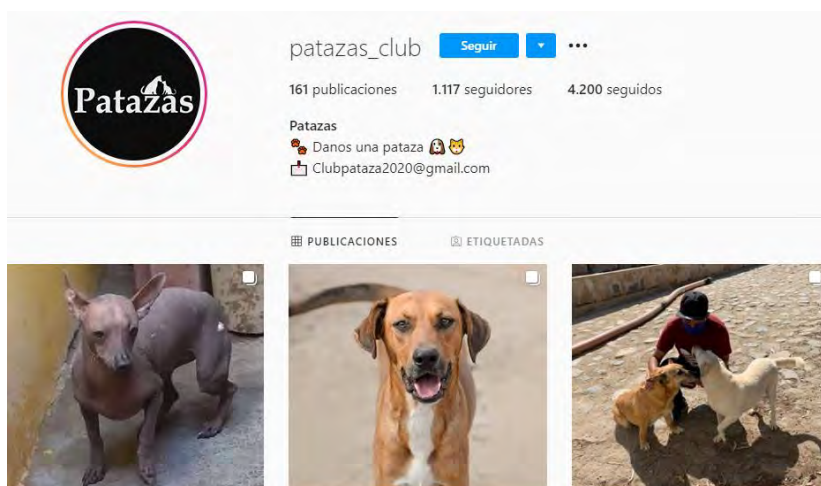 Patazas
patazas_club Seguir
161 publicaciones 1.117 seguidores 4.200 seguidos
Patazas
🐾 Danos una pataza 🐶🐱
📩 Clubpataza2020@gmail.com
PUBLICACIONES ETIQUETADAS